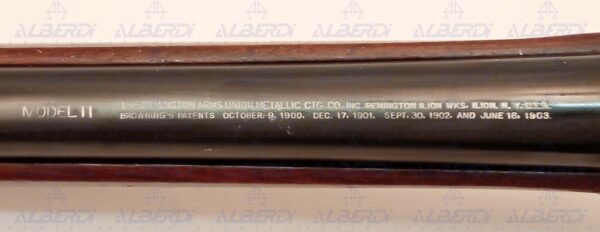 MODEL 11
THE REMINGTON ARMS UNION METALLIC CTG. CO. INC. REMINGTON ILION WKS. ILION, N. Y. U.S.A.
BROWNING'S PATENTS OCTOBER 9, 1900. DEC. 17, 1901. SEPT. 30, 1902. AND JUNE 16, 1903.
ALBERDI